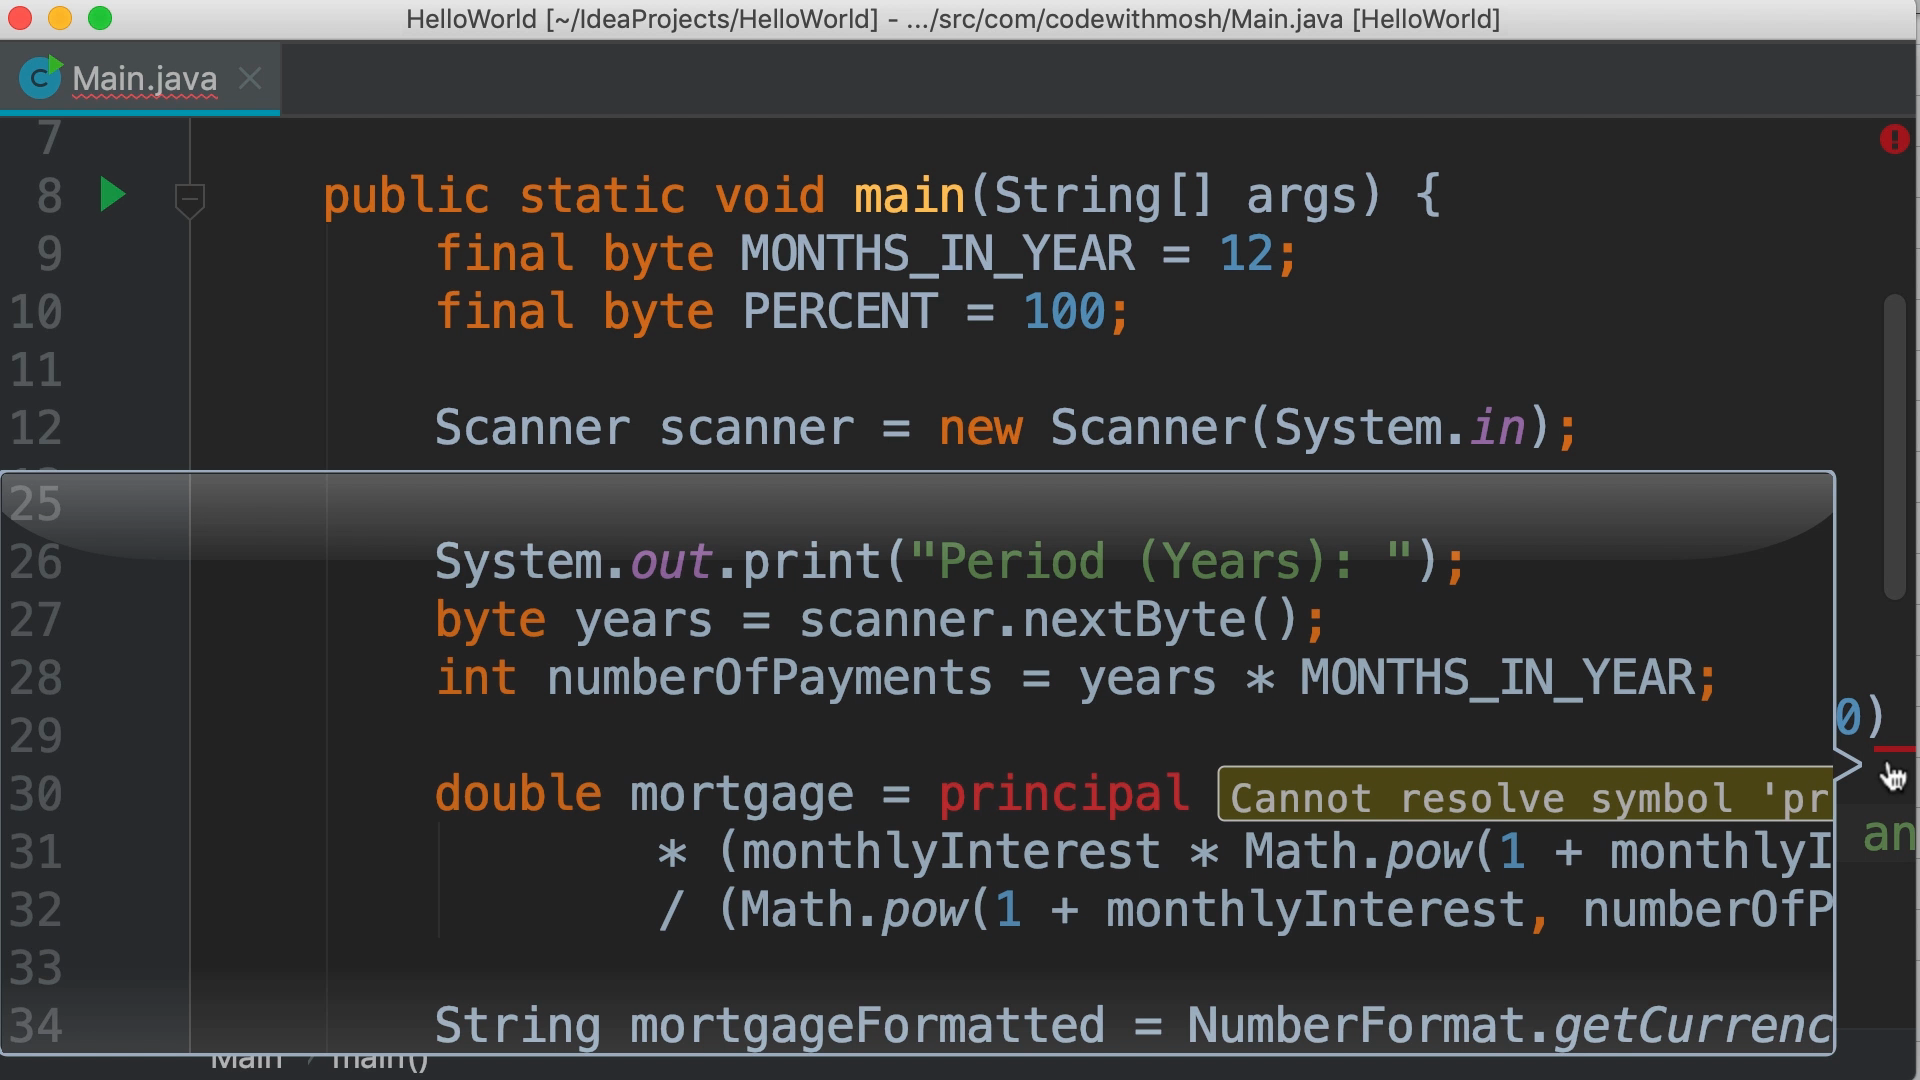 HelloWorld [~/IdeaProjects/HelloWorld] - .../src/com/codewithmosh/Main.java [HelloWorld]
Main.java
7
8 public static void main(String[] args) {
9 final byte MONTHS_IN_YEAR = 12;
10 final byte PERCENT = 100;
11
12 Scanner scanner = new Scanner(System.in);
25
26 System.out.print("Period (Years): ");
27 byte years = scanner.nextByte();
28 int numberOfPayments = years * MONTHS_IN_YEAR;
0)
29
30 double mortgage = principal Cannot resolve symbol 'pr
31 * (monthlyInterest * Math.pow(1 + monthlyI
an
32 / (Math.pow(1 + monthlyInterest, numberOfP
33
34 String mortgageFormatted = NumberFormat.getCurrenc
Main › main()